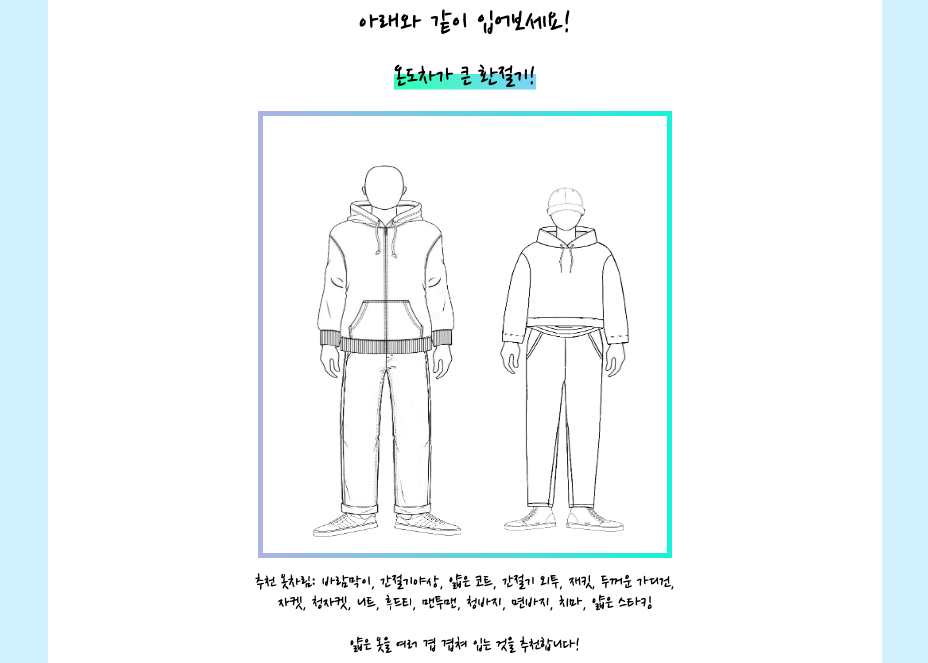 아래와 같이 입어보세요!
온도차가 큰 환절기!
추천 옷차림: 바람막이, 간절기야상, 얇은 코트, 간절기 외투, 재킷, 두꺼운 가디건,
자켓, 청자켓, 니트, 후드티, 맨투맨, 청바지, 면바지, 치마, 얇은 스타킹
얇은 옷을 여러 겹 겹쳐 입는 것을 추천합니다!